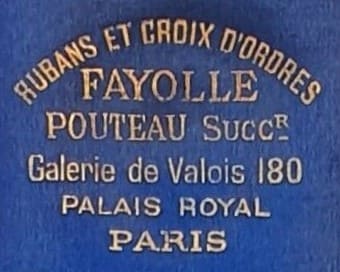 RUBANS ET CROIX D'ORDRES
FAYOLLE
POUTEAU SUCCR
Galerie de Valois 180
PALAIS ROYAL
PARIS